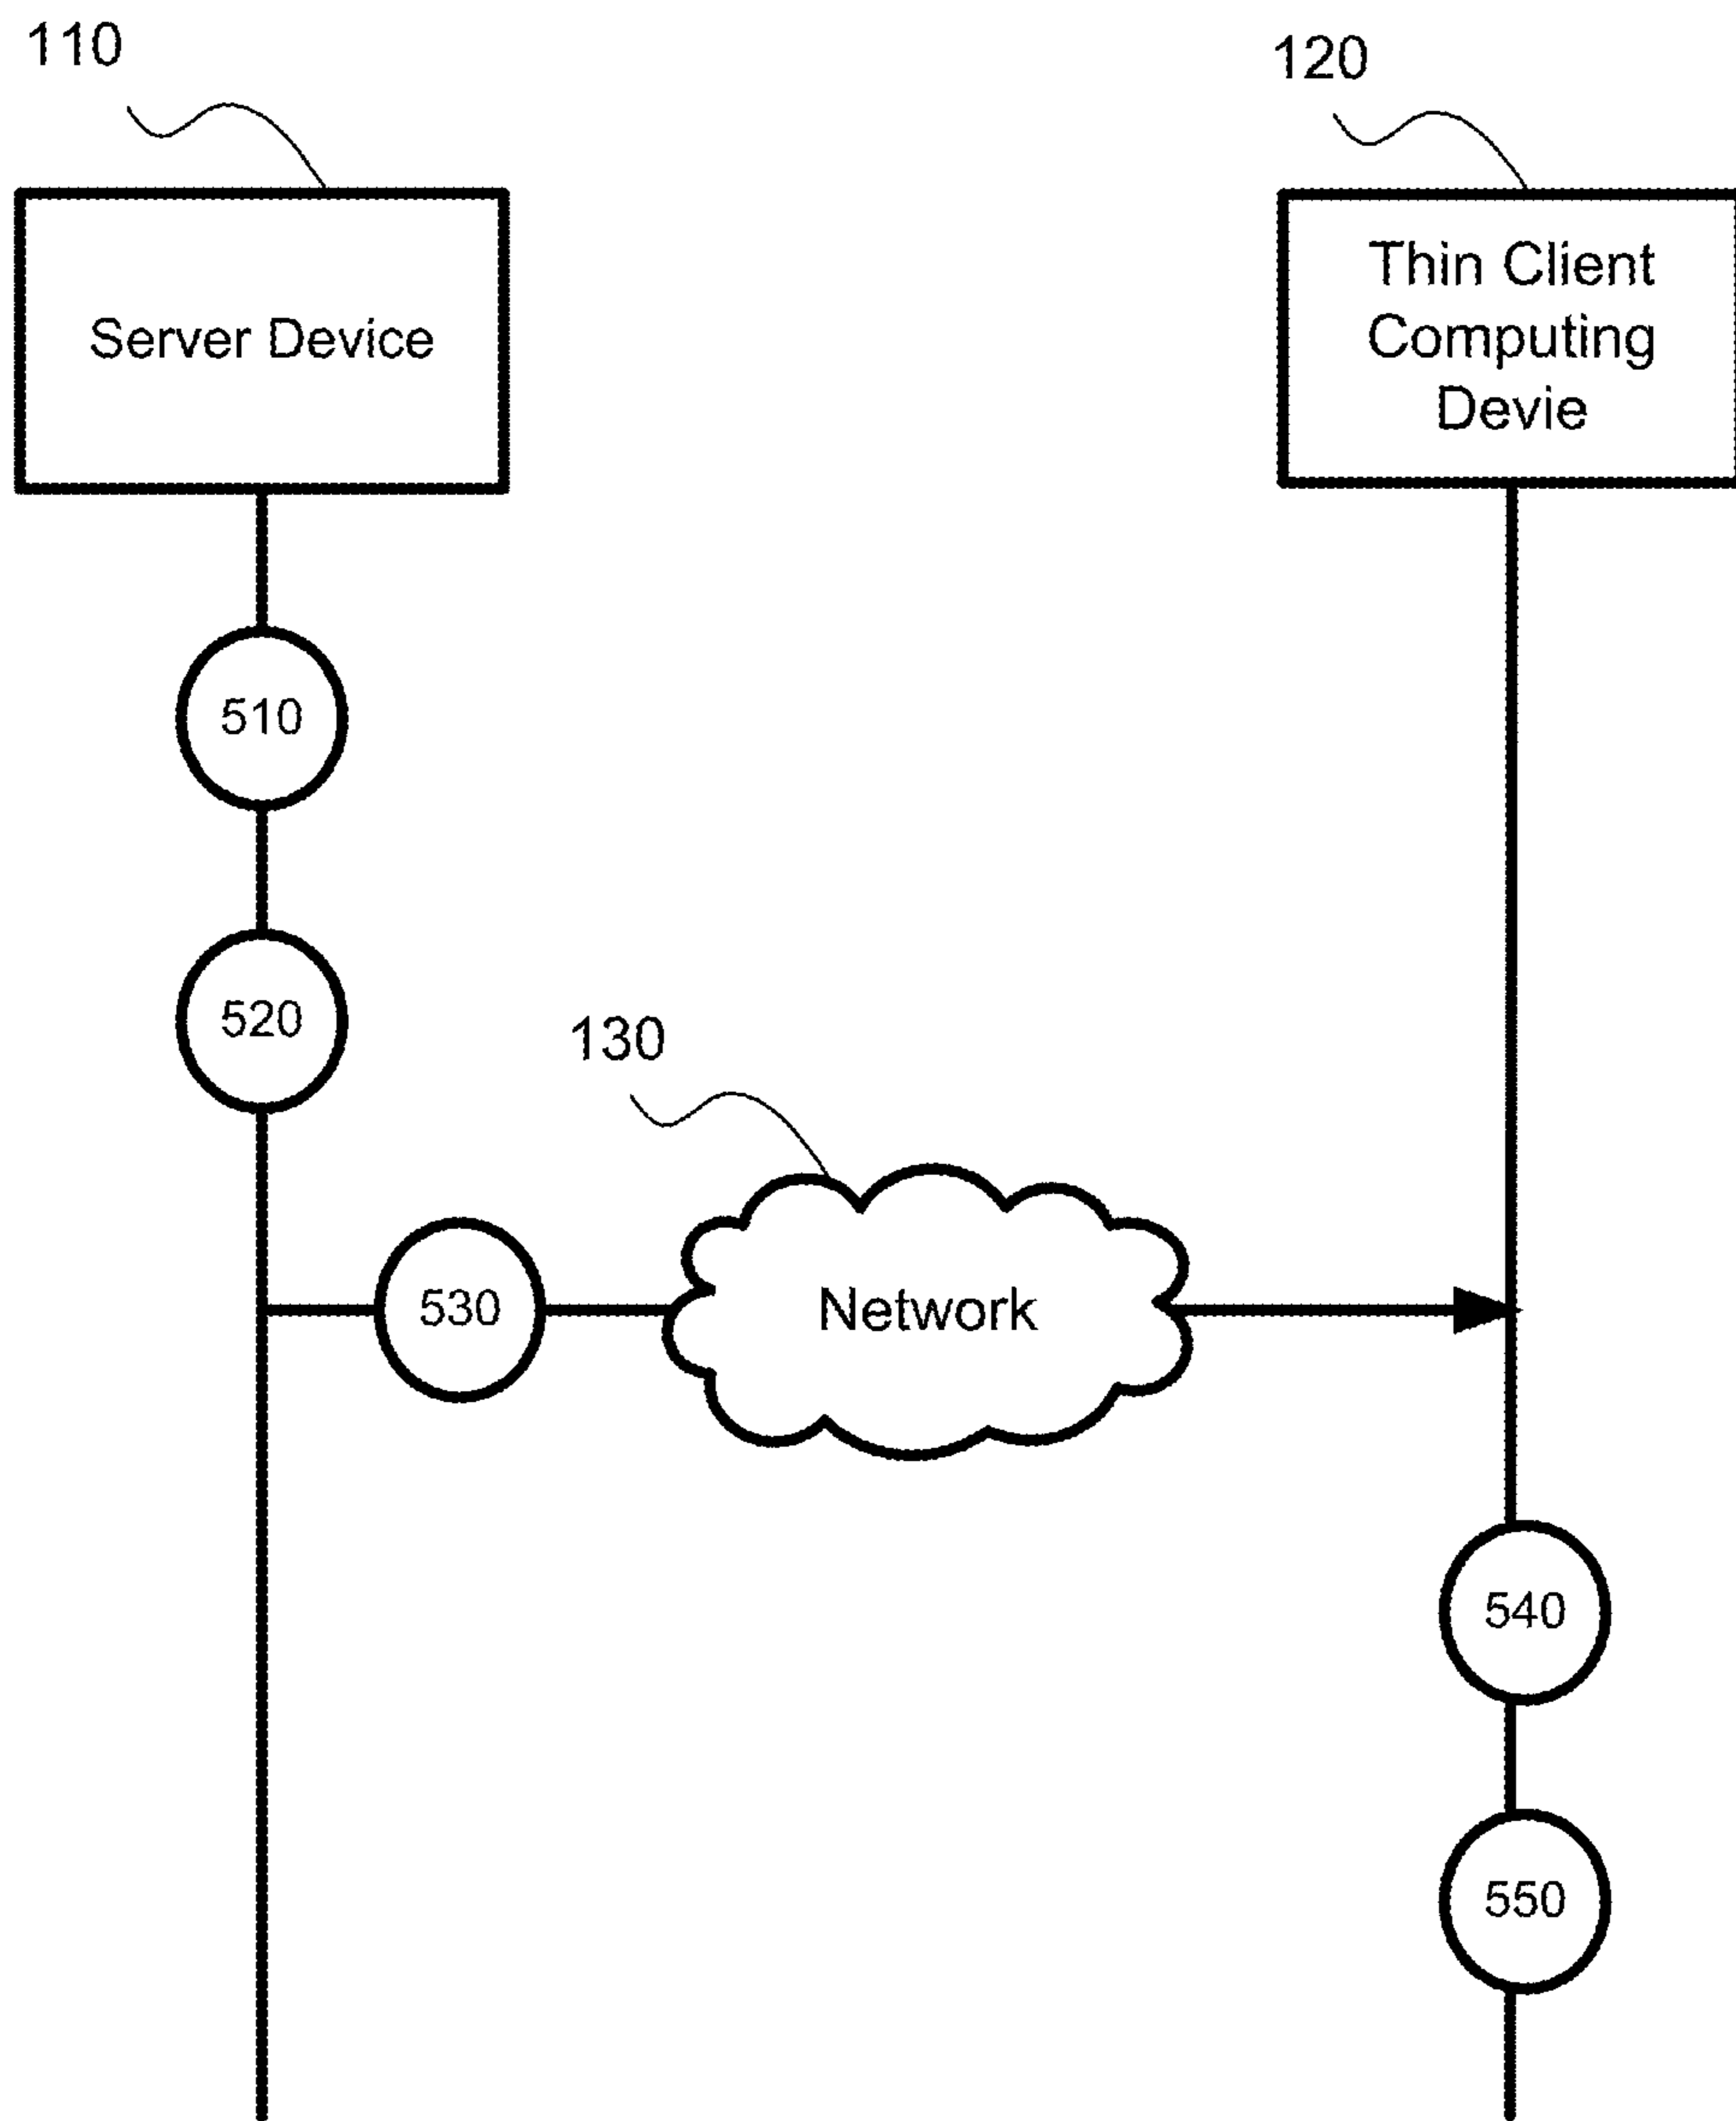 110
120
Server Device
Thin Client
Computing
Devie
510
520
130
530
Network
540
550